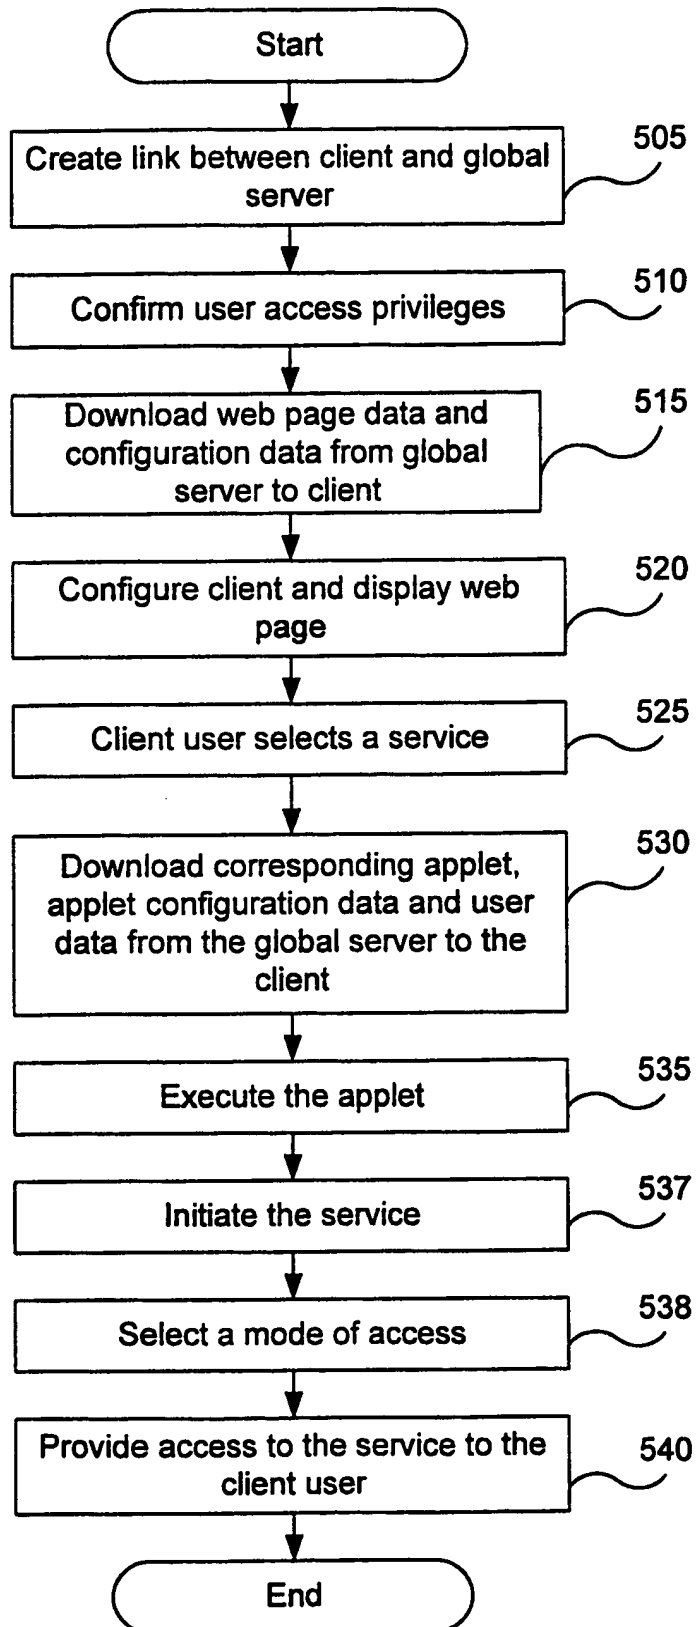 Start
505
Create link between client and global
server
510
Confirm user access privileges
515
Download web page data and
configuration data from global
server to client
520
Configure client and display web
page
525
Client user selects a service
530
Download corresponding applet,
applet configuration data and user
data from the global server to the
client
535
Execute the applet
537
Initiate the service
538
Select a mode of access
540
Provide access to the service to the
client user
End